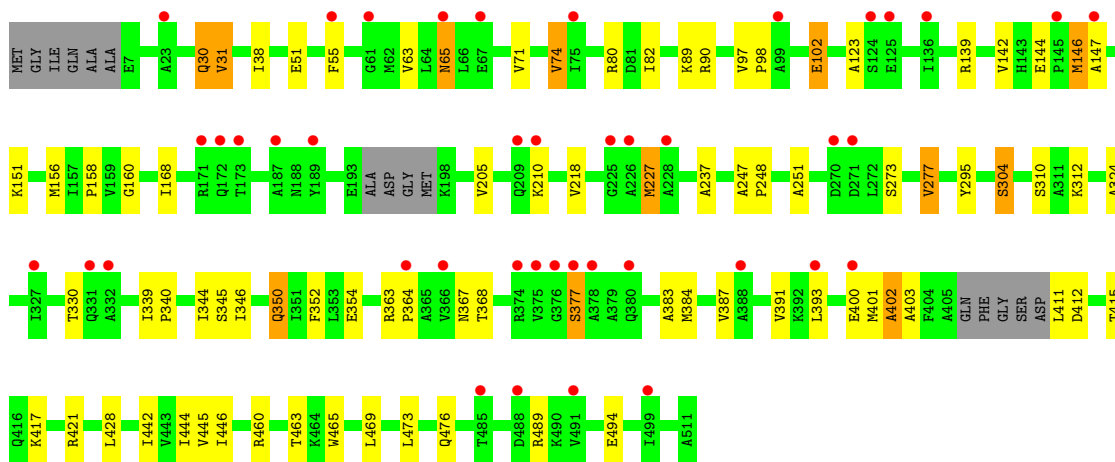 MET GLY ILE GLN ALA ALA E7 A23 Q30 V31 I38 E51 F55 G61 M62 V63 L64 N65 L66 E67 V71 V74 I75 R80 D81 I82 K89 R90 V97 P98 A99 E102 A123 S124 E125 I136 R139 V142 H143 E144 P145 M146 A147
K151 M156 I157 P158 V159 G160 I168 R171 Q172 T173 A187 N188 Y189 E193 ALA ASP GLY MET K198 V205 Q209 K210 V218 G225 A226 M227 A228 A237 A247 P248 A251 D270 D271 L272 S273 V277 Y295 S304 S310 A311 K312
I327 T330 Q331 A332 I339 P340 I344 S345 I346 Q350 I351 F352 L353 E354 R363 P364 A365 V366 N367 T368 R374 V375 G376 S377 A378 A379 Q380 A383 M384 V387 A388 V391 K392 L393 E400 M401 A402 A403 F404 A405 GLN PHE GLY SER ASP L411 D412
Q416 K417 R421 L428 I442 V443 I444 V445 I446 R460 T463 K464 W465 L469 L473 Q476 T485 D488 R489 K490 V491 E494 I499 A511